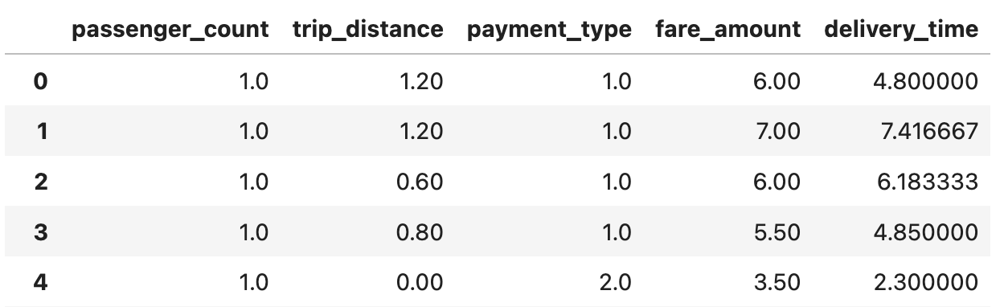 passenger_count trip_distance payment_type fare_amount delivery_time
0 1.0 1.20 1.0 6.00 4.800000
1 1.0 1.20 1.0 7.00 7.416667
2 1.0 0.60 1.0 6.00 6.183333
3 1.0 0.80 1.0 5.50 4.850000
4 1.0 0.00 2.0 3.50 2.300000